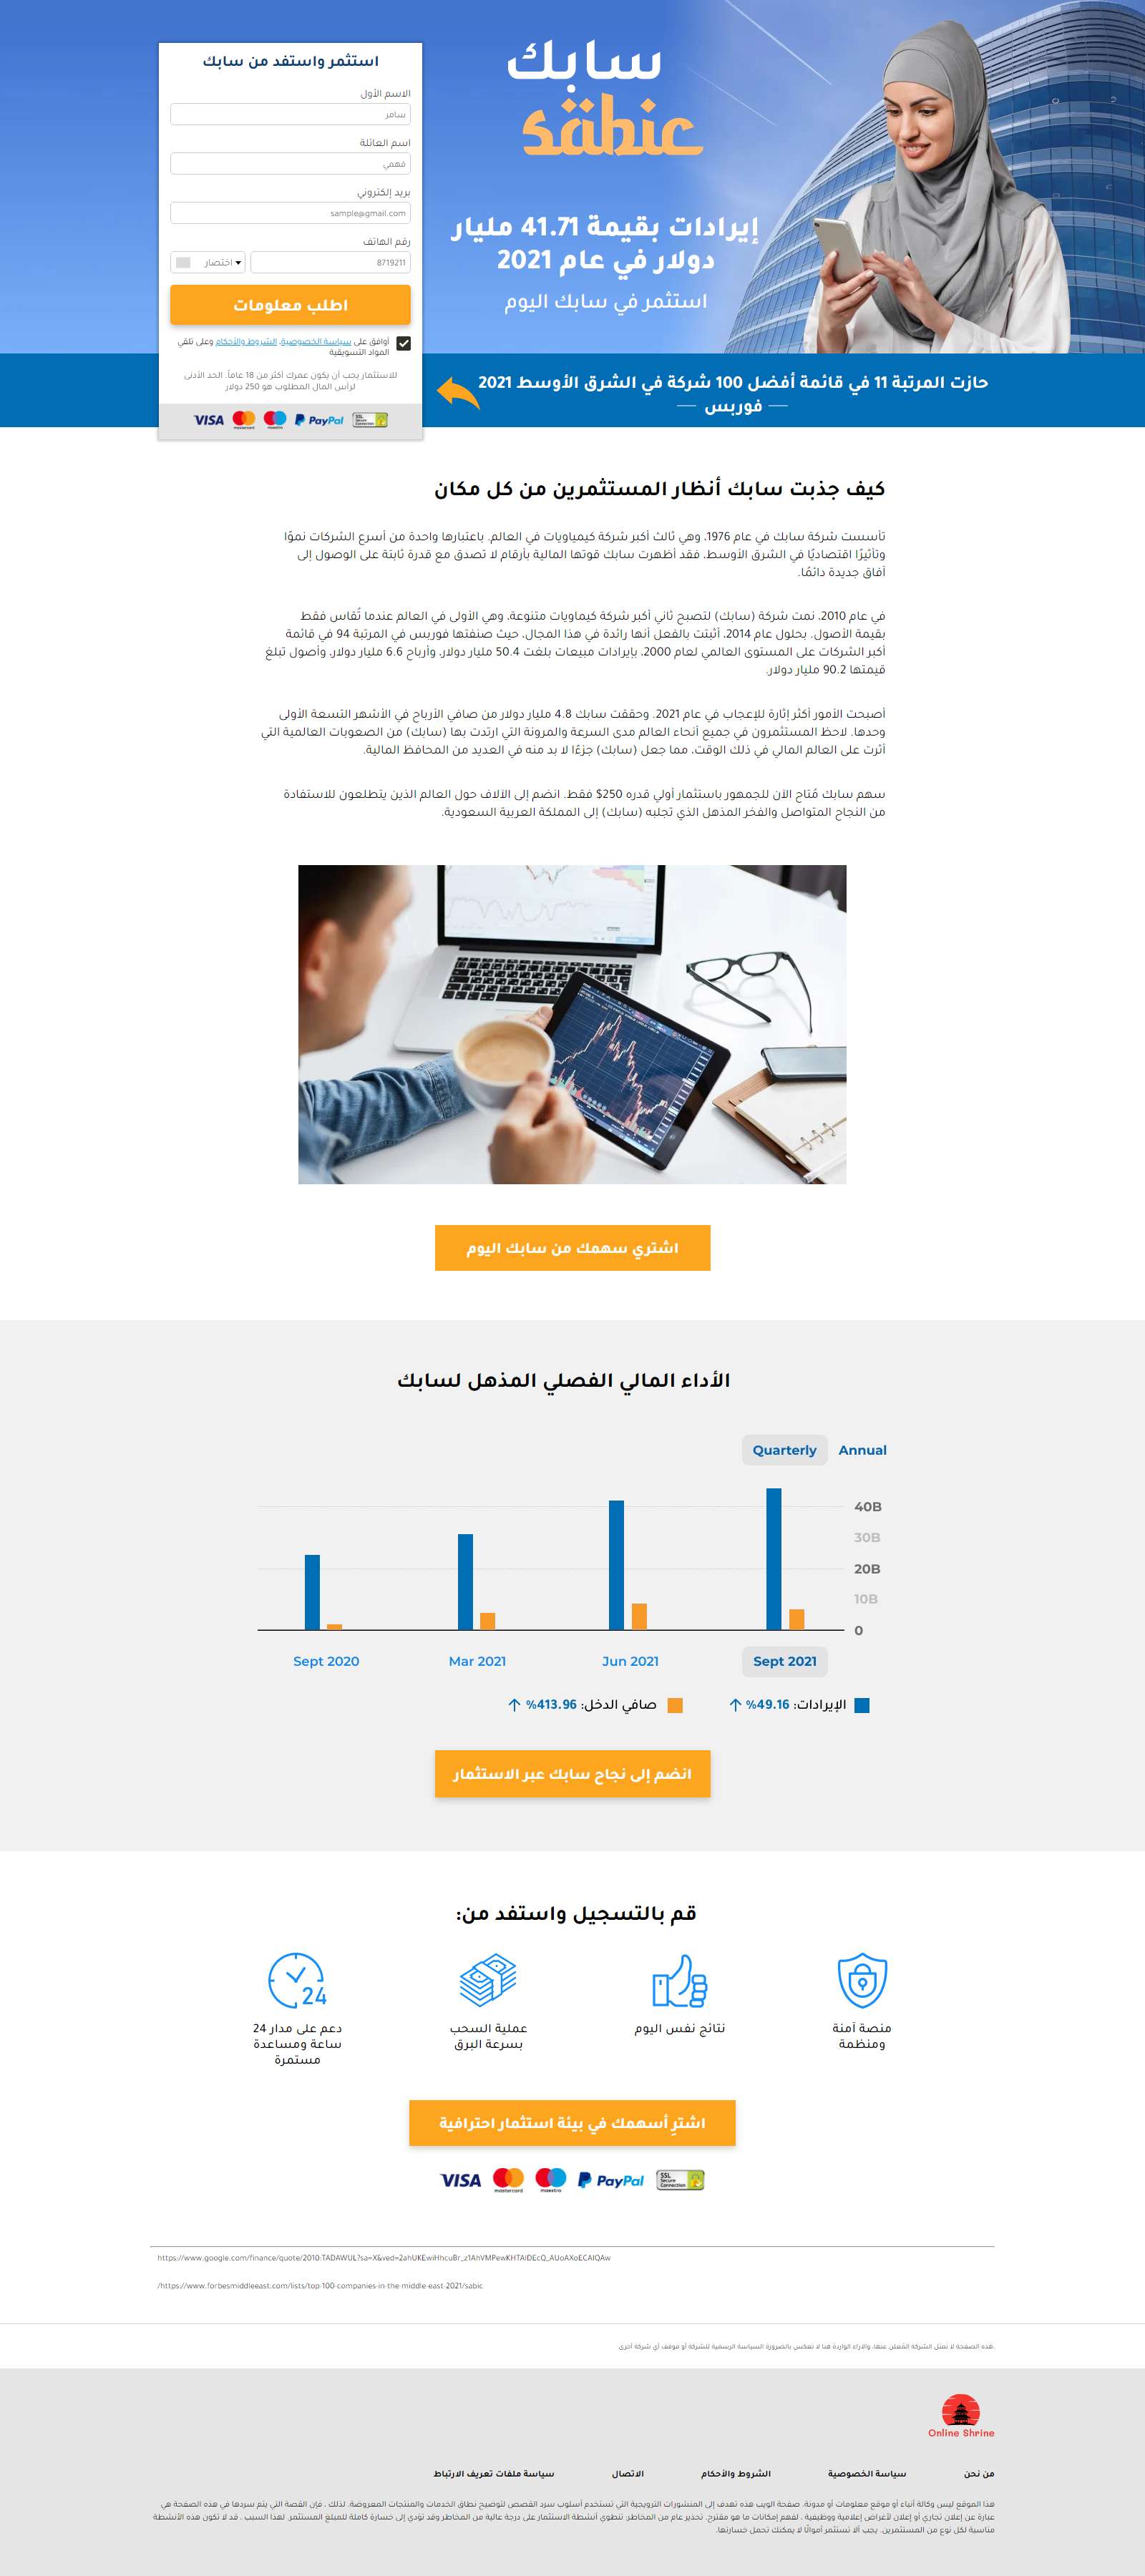 سابك
sabic
إيرادات بقيمة 41.71 مليار
دولار في عام 2021
استثمر في سابك اليوم
استثمر واستفد من سابك
الاسم الأول
سامر
اسم العائلة
فهمي
بريد إلكتروني
sample@gmail.com
رقم الهاتف
8719211
اختصار
اطلب معلومات
أوافق على سياسة الخصوصية، الشروط والأحكام وعلى تلقي
المواد التسويقية
للاستثمار يجب أن يكون عمرك أكثر من 18 عاماً. الحد الأدنى
لرأس المال المطلوب هو 250 دولار
VISA mastercard maestro PayPal SSL Secure Connection
حازت المرتبة 11 في قائمة أفضل 100 شركة في الشرق الأوسط 2021
— فوربس —
كيف جذبت سابك أنظار المستثمرين من كل مكان
تأسست شركة سابك في عام 1976، وهي ثالث أكبر شركة كيمياويات في العالم. باعتبارها واحدة من أسرع الشركات نموًا
وتأثيرًا اقتصاديًا في الشرق الأوسط، فقد أظهرت سابك قوتها المالية بأرقام لا تصدق مع قدرة ثابتة على الوصول إلى
آفاق جديدة دائمًا.
في عام 2010، نمت شركة (سابك) لتصبح ثاني أكبر شركة كيماويات متنوعة، وهي الأولى في العالم عندما تُقاس فقط
بقيمة الأصول. بحلول عام 2014، أثبتت بالفعل أنها رائدة في هذا المجال، حيث صنفتها فوربس في المرتبة 94 في قائمة
أكبر الشركات على المستوى العالمي لعام 2000، بإيرادات مبيعات بلغت 50.4 مليار دولار، وأرباح 6.6 مليار دولار، وأصول تبلغ
قيمتها 90.2 مليار دولار.
أصبحت الأمور أكثر إثارة للإعجاب في عام 2021. وحققت سابك 4.8 مليار دولار من صافي الأرباح في الأشهر التسعة الأولى
وحدها. لاحظ المستثمرون في جميع أنحاء العالم مدى السرعة والمرونة التي ارتدت بها (سابك) من الصعوبات العالمية التي
أثرت على العالم المالي في ذلك الوقت، مما جعل (سابك) جزءًا لا بد منه في العديد من المحافظ المالية.
سهم سابك مُتاح الآن للجمهور باستثمار أولي قدره 250$ فقط. انضم إلى الآلاف حول العالم الذين يتطلعون للاستفادة
من النجاح المتواصل والفخر المذهل الذي تجلبه (سابك) إلى المملكة العربية السعودية.
اشتري سهمك من سابك اليوم
الأداء المالي الفصلي المذهل لسابك
Quarterly Annual
40B
30B
20B
10B
0
Sept 2020 Mar 2021 Jun 2021 Sept 2021
الإيرادات: 49.16% ↑ صافي الدخل: 413.96% ↑
انضم إلى نجاح سابك عبر الاستثمار
قم بالتسجيل واستفد من:
منصة آمنة
ومنظمة
نتائج نفس اليوم
عملية السحب
بسرعة البرق
24
دعم على مدار 24
ساعة ومساعدة
مستمرة
اشترِ أسهمك في بيئة استثمار احترافية
VISA mastercard maestro PayPal SSL Secure Connection
https://www.google.com/finance/quote/2010:TADAWUL?sa=X&ved=2ahUKEwiHhcuBr_z1AhVMPewKHTAIDEcQ_AUoAXoECAIQAw
/https://www.forbesmiddleeast.com/lists/top-100-companies-in-the-middle-east-2021/sabic
هذه الصفحة لا تمثل الشركة المُعلن عنها، والآراء الواردة هنا لا تعكس بالضرورة السياسة الرسمية للشركة أو موقف أي شركة أخرى.
Online Shrine
من نحن سياسة الخصوصية الشروط والأحكام الاتصال سياسة ملفات تعريف الارتباط
هذا الموقع ليس وكالة أنباء أو موقع معلومات أو مدونة. صفحة الويب هذه تهدف إلى المنشورات الترويجية التي تستخدم أسلوب سرد القصص لتوضيح نطاق الخدمات والمنتجات المعروضة. لذلك ، فإن القصة التي يتم سردها في هذه الصفحة هي
عبارة عن إعلان تجاري أو إعلان لأغراض إعلامية ووظيفية ، لفهم إمكانات ما هو مقترح. تحذير عام من المخاطر: تنطوي أنشطة الاستثمار على درجة عالية من المخاطر وقد تؤدي إلى خسارة كاملة للمبلغ المستثمر. لهذا السبب ، قد لا تكون هذه الأنشطة
مناسبة لكل نوع من المستثمرين. يجب ألا تستثمر أموالًا لا يمكنك تحمل خسارتها.